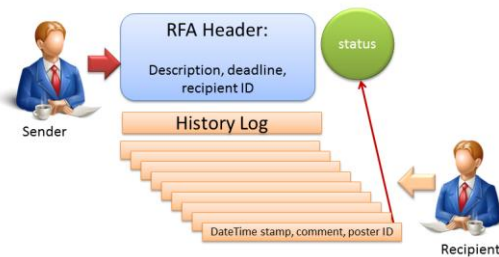 RFA Header:
Description, deadline,
recipient ID
status
Sender
History Log
DateTime stamp, comment, poster ID
Recipient